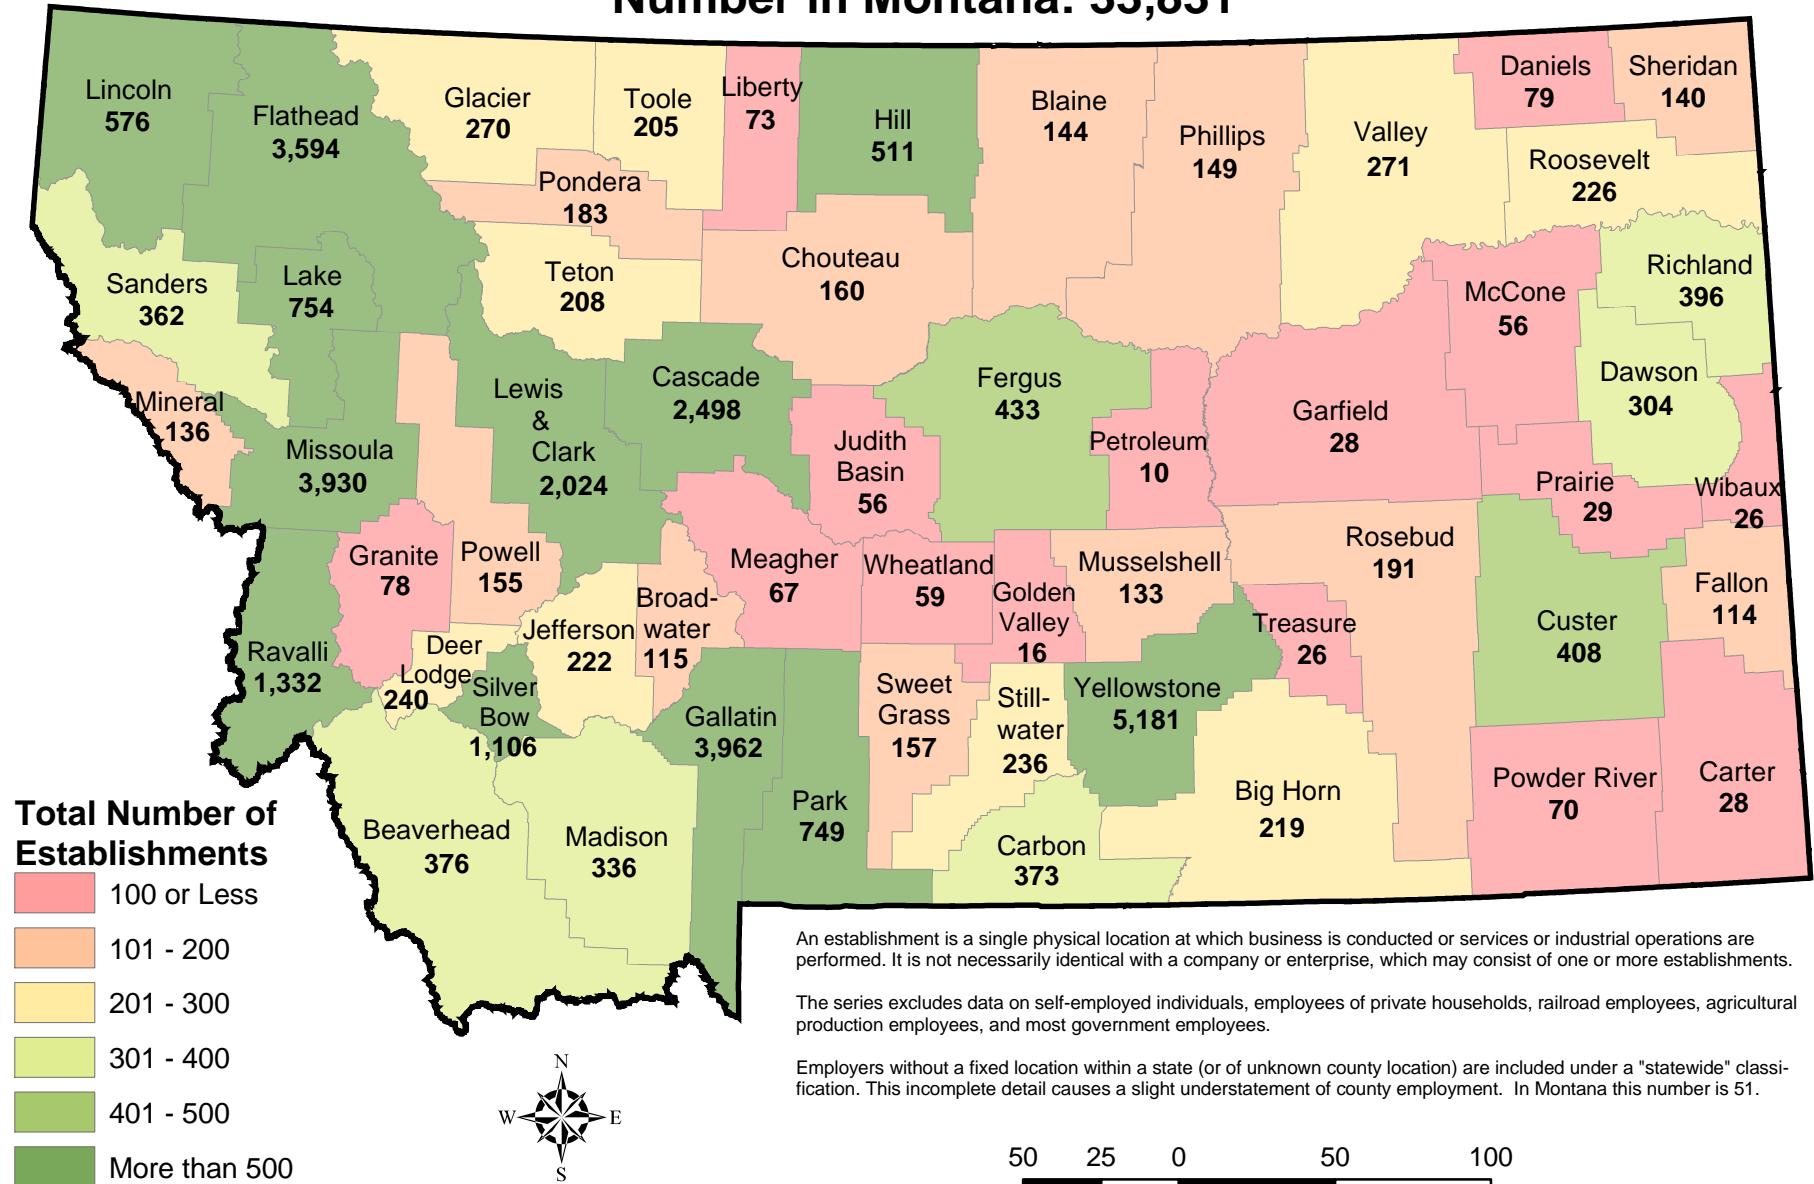 Number in Montana: 33,831
Lincoln
576
Flathead
3,594
Glacier
270
Toole
205
Liberty
73
Hill
511
Blaine
144
Phillips
149
Valley
271
Daniels
79
Sheridan
140
Roosevelt
226
Pondera
183
Sanders
362
Lake
754
Teton
208
Chouteau
160
McCone
56
Richland
396
Mineral
136
Missoula
3,930
Lewis
&
Clark
2,024
Cascade
2,498
Judith
Basin
56
Fergus
433
Petroleum
10
Garfield
28
Dawson
304
Prairie
29
Wibaux
26
Granite
78
Powell
155
Broad-
water
115
Meagher
67
Wheatland
59
Golden
Valley
16
Musselshell
133
Rosebud
191
Treasure
26
Custer
408
Fallon
114
Ravalli
1,332
Deer
Lodge
240
Silver
Bow
1,106
Jefferson
222
Gallatin
3,962
Park
749
Sweet
Grass
157
Still-
water
236
Yellowstone
5,181
Big Horn
219
Powder River
70
Carter
28
Beaverhead
376
Madison
336
Carbon
373
Total Number of
Establishments
100 or Less
101 - 200
201 - 300
301 - 400
401 - 500
More than 500
N
W
E
S
An establishment is a single physical location at which business is conducted or services or industrial operations are
performed. It is not necessarily identical with a company or enterprise, which may consist of one or more establishments.
The series excludes data on self-employed individuals, employees of private households, railroad employees, agricultural
production employees, and most government employees.
Employers without a fixed location within a state (or of unknown county location) are included under a "statewide" classi-
fication. This incomplete detail causes a slight understatement of county employment. In Montana this number is 51.
50 25 0 50 100